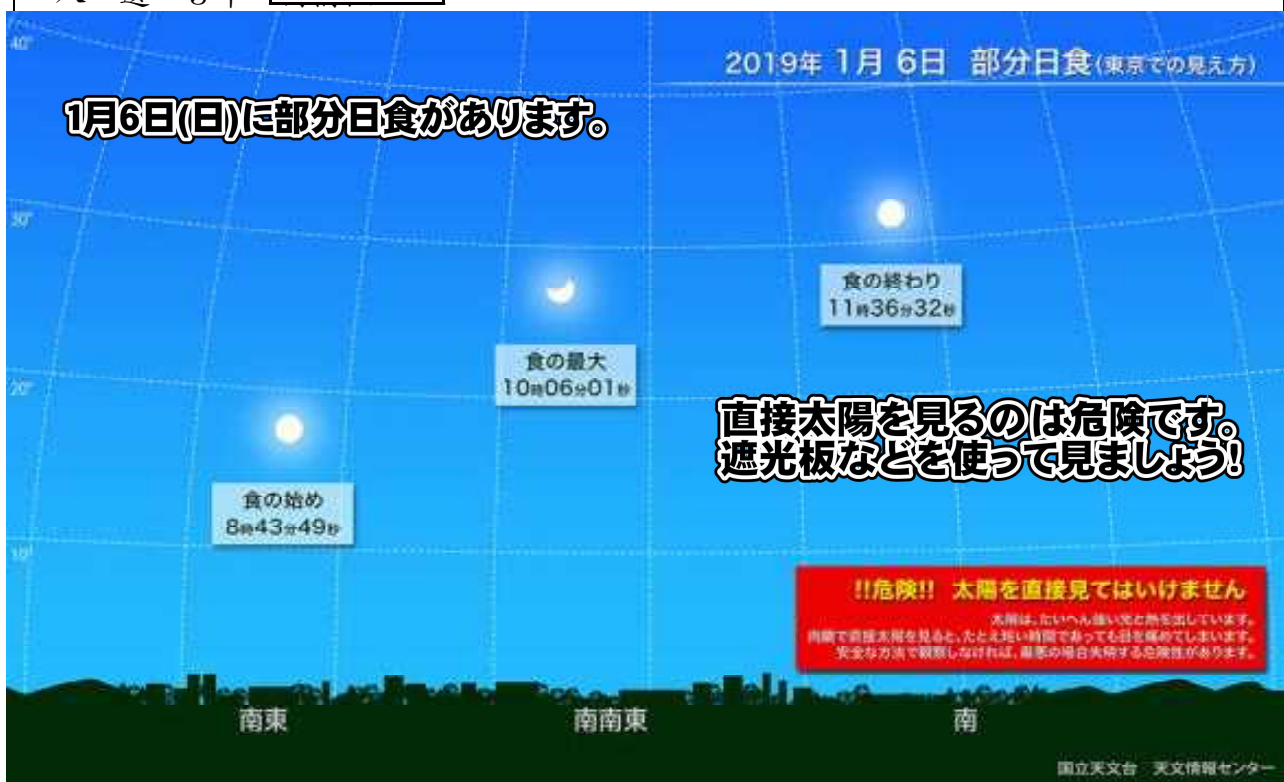 40°
2019年 1月 6日 部分日食(東京での見え方)
1月6日(日)に部分日食があります。
30°
食の終わり
11時36分32秒
食の最大
10時06分01秒
20°
直接太陽を見るのは危険です。
遮光板などを使って見ましょう!
食の始め
8時43分49秒
10°
!!危険!! 太陽を直接見てはいけません
太陽は、たいへん強い光と熱を出しています。
肉眼で直接太陽を見ると、たとえ短い時間であっても目を痛めてしまいます。
安全な方法で観察しなければ、最悪の場合失明する危険性があります。
南東
南南東
南
国立天文台 天文情報センター